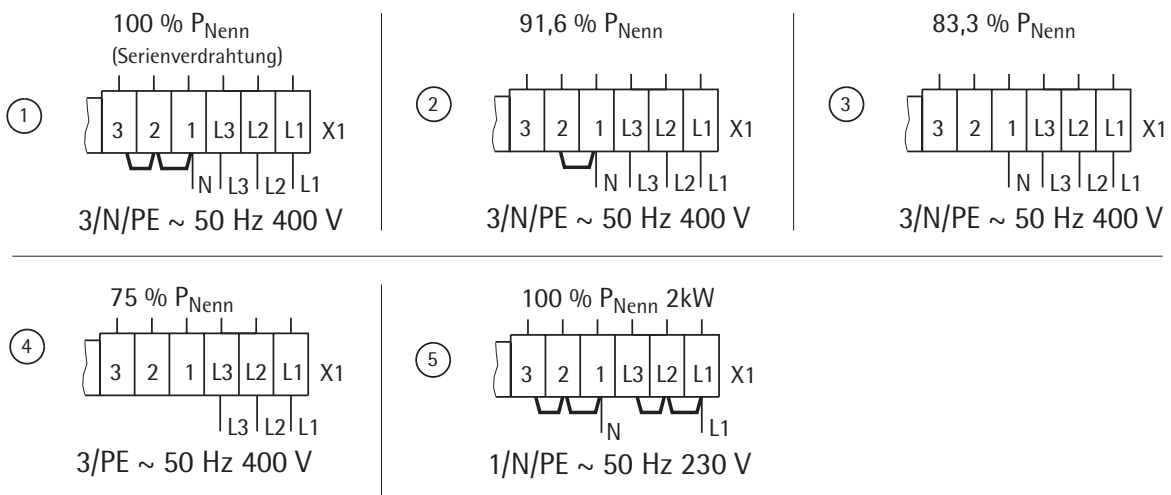 100 % PNenn
(Serienverdrahtung)
1
3 2 1 L3 L2 L1 X1
N L3 L2 L1
3/N/PE ~ 50 Hz 400 V
91,6 % PNenn
2
3 2 1 L3 L2 L1 X1
N L3 L2 L1
3/N/PE ~ 50 Hz 400 V
83,3 % PNenn
3
3 2 1 L3 L2 L1 X1
N L3 L2 L1
3/N/PE ~ 50 Hz 400 V
75 % PNenn
4
3 2 1 L3 L2 L1 X1
L3 L2 L1
3/PE ~ 50 Hz 400 V
100 % PNenn 2kW
5
3 2 1 L3 L2 L1 X1
N L1
1/N/PE ~ 50 Hz 230 V